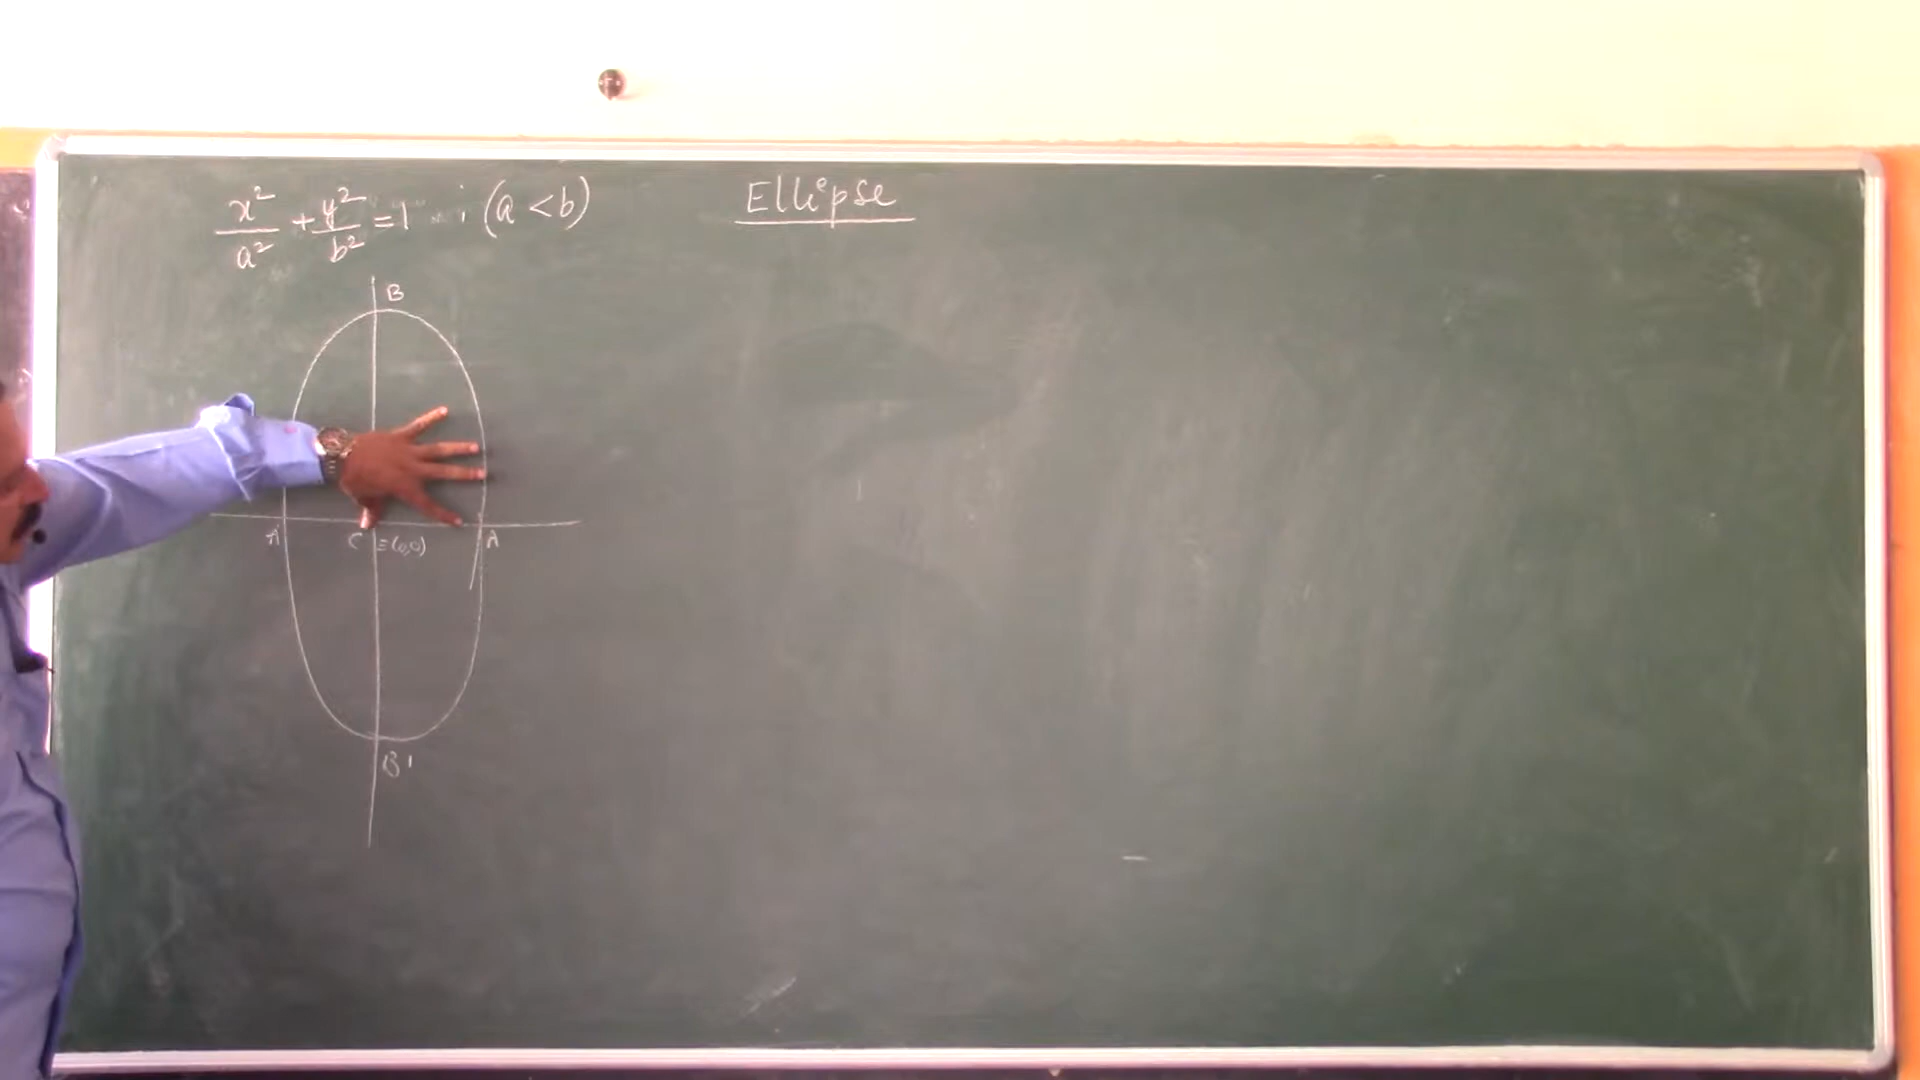 x²/a² + y²/b² = 1 ; (a < b)
Ellipse
B
A' C ≡(0,0) A
B'